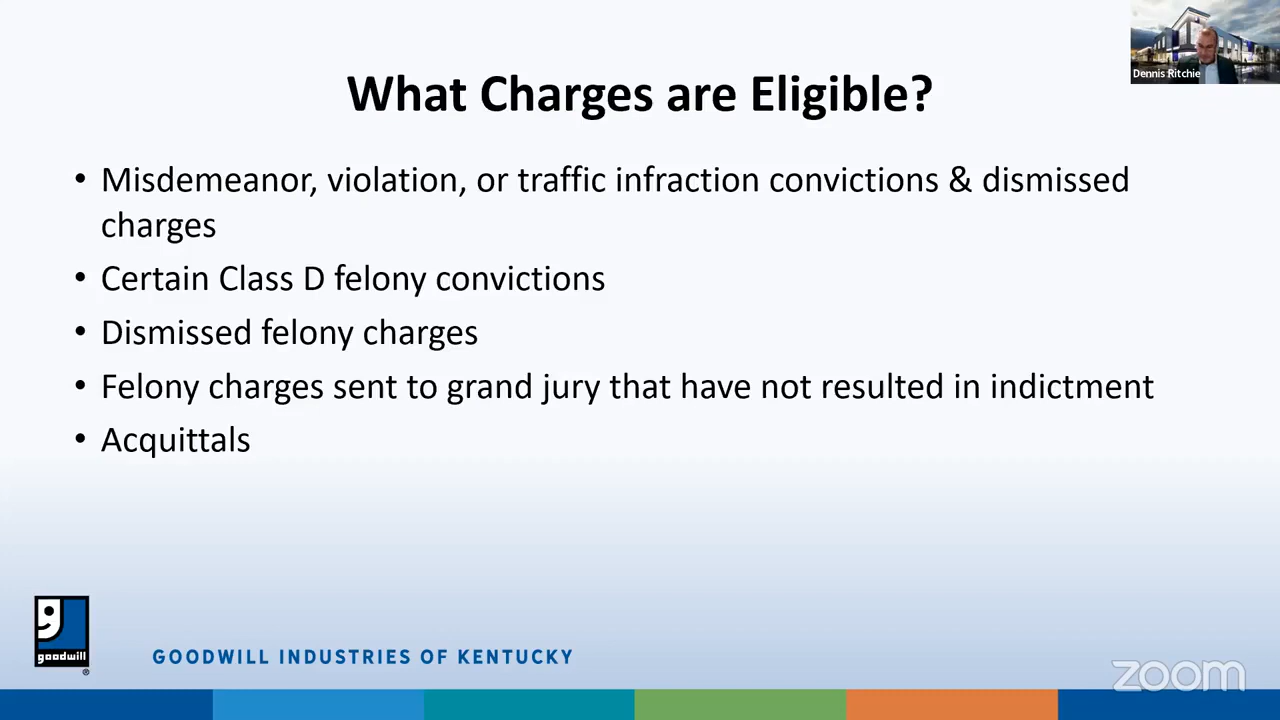 Dennis Ritchie
What Charges are Eligible?
• Misdemeanor, violation, or traffic infraction convictions & dismissed
charges
• Certain Class D felony convictions
• Dismissed felony charges
• Felony charges sent to grand jury that have not resulted in indictment
• Acquittals
g
goodwill
®
GOODWILL INDUSTRIES OF KENTUCKY
zoom